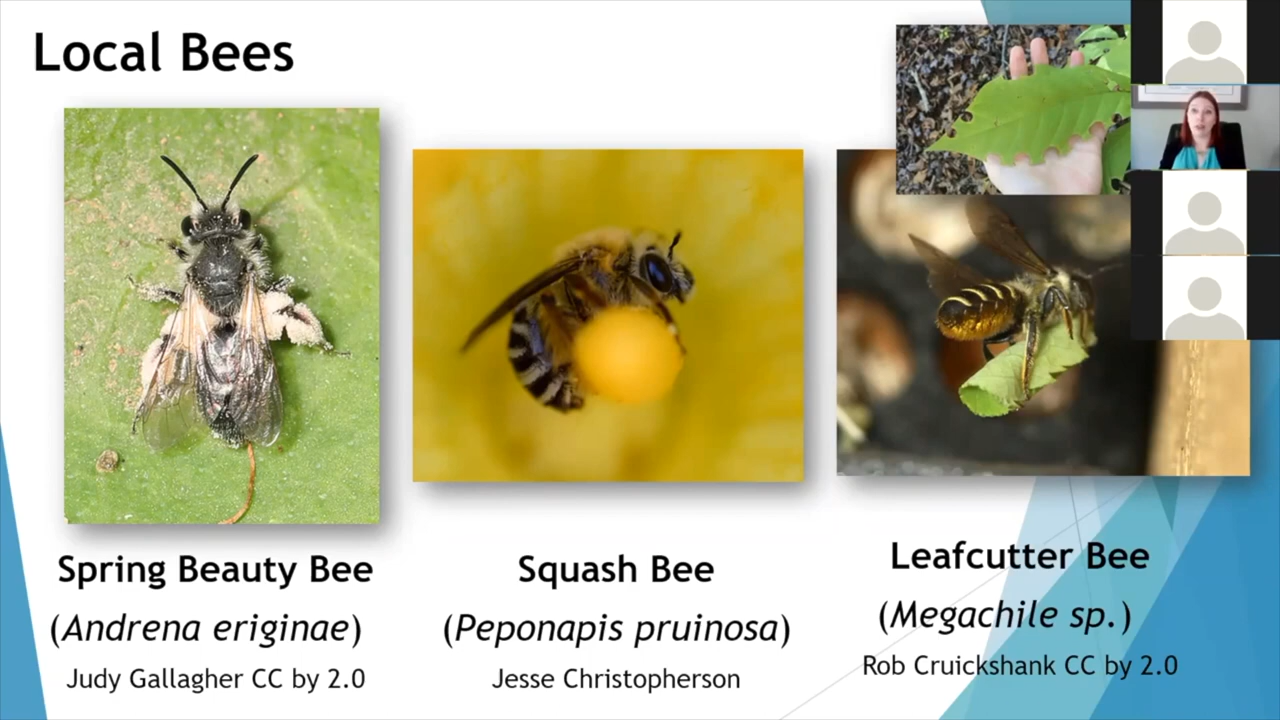 Local Bees
Spring Beauty Bee
(Andrena eriginae)
Judy Gallagher CC by 2.0
Squash Bee
(Peponapis pruinosa)
Jesse Christopherson
Leafcutter Bee
(Megachile sp.)
Rob Cruickshank CC by 2.0